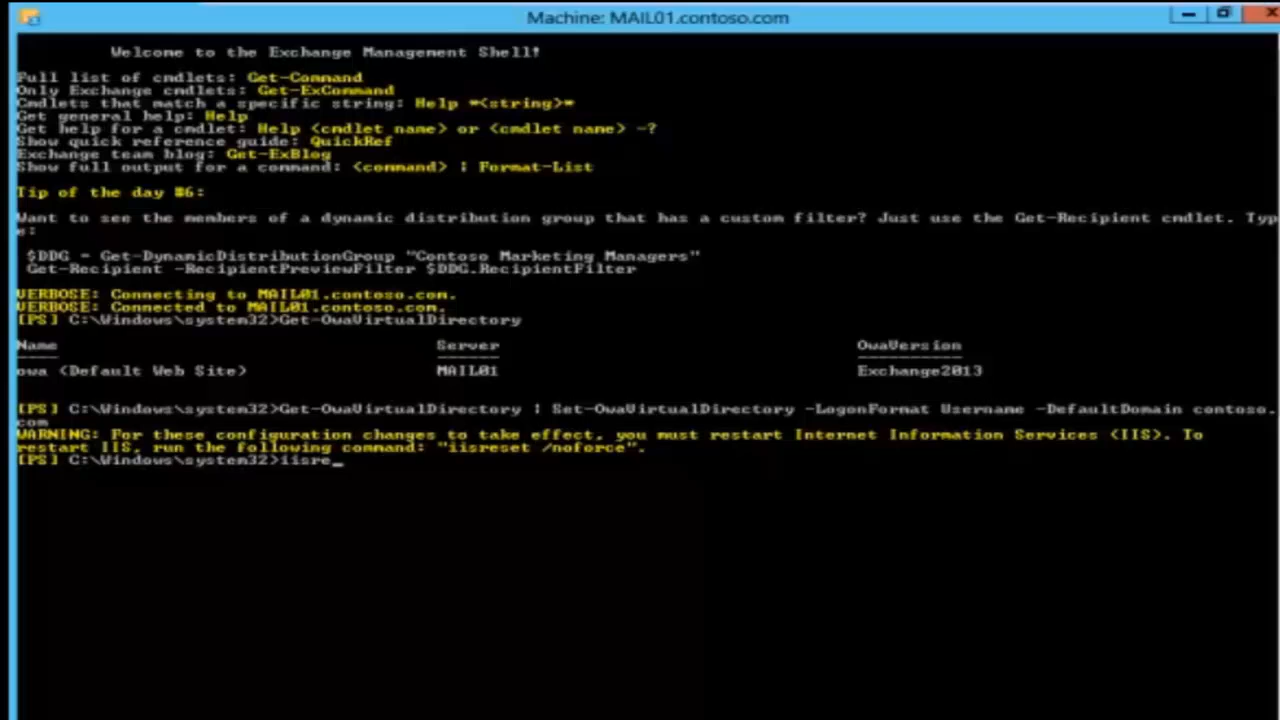 Machine: MAIL01.contoso.com
Welcome to the Exchange Management Shell!
Full list of cmdlets: Get-Command
Only Exchange cmdlets: Get-ExCommand
Cmdlets that match a specific string: Help *<string>*
Get general help: Help
Get help for a cmdlet: Help <cmdlet name> or <cmdlet name> -?
Show quick reference guide: QuickRef
Exchange team blog: Get-ExBlog
Show full output for a command: <command> | Format-List
Tip of the day #6:
Want to see the members of a dynamic distribution group that has a custom filter? Just use the Get-Recipient cmdlet. Typ
e:
$DDG = Get-DynamicDistributionGroup "Contoso Marketing Managers"
Get-Recipient -RecipientPreviewFilter $DDG.RecipientFilter
VERBOSE: Connecting to MAIL01.contoso.com.
VERBOSE: Connected to MAIL01.contoso.com.
[PS] C:\Windows\system32>Get-OwaVirtualDirectory
Name Server OwaVersion
---- ------ ----------
owa (Default Web Site) MAIL01 Exchange2013
[PS] C:\Windows\system32>Get-OwaVirtualDirectory | Set-OwaVirtualDirectory -LogonFormat Username -DefaultDomain contoso.
com
WARNING: For these configuration changes to take effect, you must restart Internet Information Services (IIS). To
restart IIS, run the following command: "iisreset /noforce".
[PS] C:\Windows\system32>iisre_